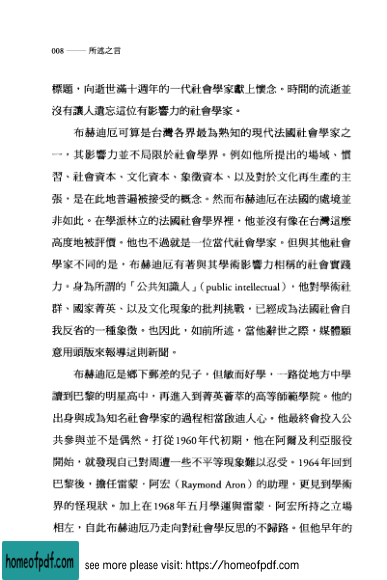 008 —— 所述之言
標題，向逝世滿十週年的一代社會學家獻上懷念。時間的流逝並
沒有讓人遺忘這位有影響力的社會學家。
布赫迪厄可算是台灣各界最為熟知的現代法國社會學家之
一，其影響力並不局限於社會學界。例如他所提出的場域、慣
習、社會資本、文化資本、象徵資本、以及對於文化再生產的主
張，是在此地普遍被接受的概念。然而布赫迪厄在法國的處境並
非如此。在學派林立的法國社會學界裡，他並沒有像在台灣這麼
高度地被評價。他也不過就是一位當代社會學家。但與其他社會
學家不同的是，布赫迪厄有著與其學術影響力相稱的社會實踐
力。身為所謂的「公共知識人」（public intellectual），他對學術社
群、國家菁英、以及文化現象的批判挑戰，已經成為法國社會自
我反省的一種象徵。也因此，如前所述，當他辭世之際，媒體願
意用頭版來報導這則新聞。
布赫迪厄是鄉下郵差的兒子，但敏而好學，一路從地方中學
讀到巴黎的明星高中，再進入到菁英薈萃的高等師範學院。他的
出身與成為知名社會學家的過程相當啟迪人心。他最終會投入公
共參與並不是偶然。打從1960年代初期，他在阿爾及利亞服役
開始，就發現自己對周遭一些不平等現象難以忍受。1964年回到
巴黎後，擔任雷蒙．阿宏（Raymond Aron）的助理，更見到學術
界的怪現狀。加上在1968年五月學運與雷蒙．阿宏所持之立場
相左，自此布赫迪厄乃走向對社會學反思的不歸路。但他早年的
homeofpdf.com
see more please visit: https://homeofpdf.com